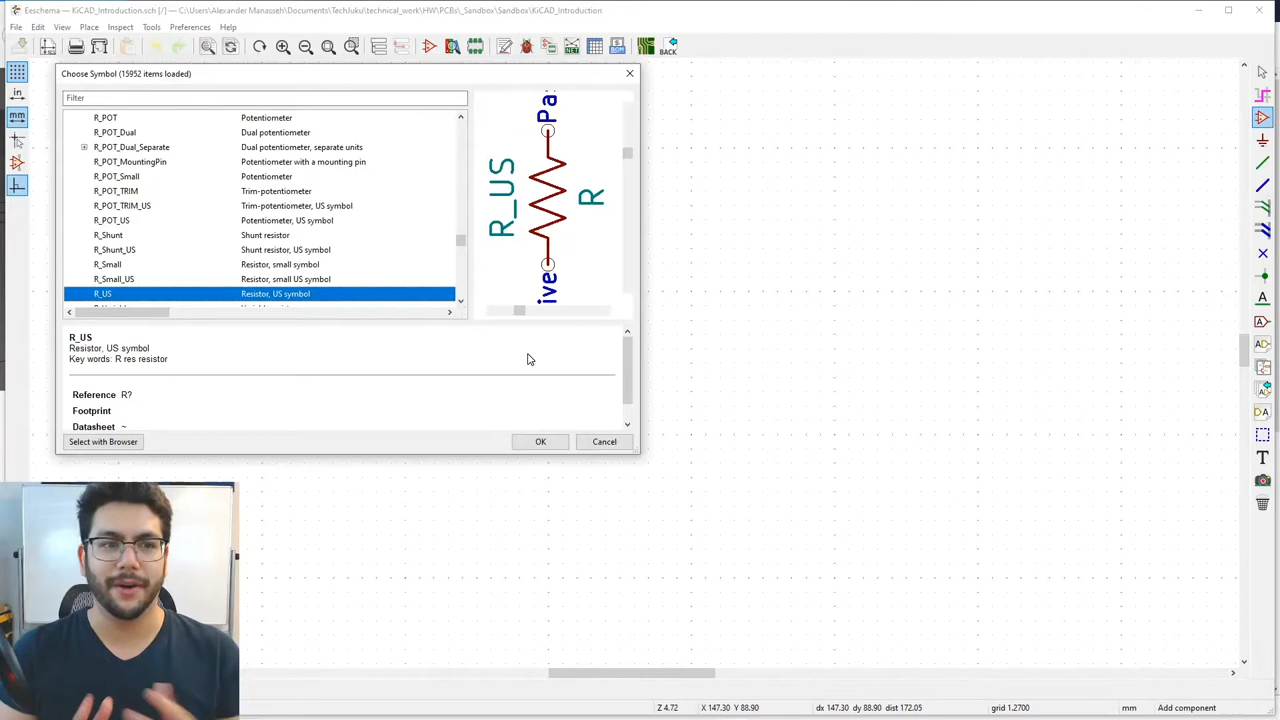 Eeschema — KiCAD_Introduction.sch [/] — C:\Users\Alexander Manasseh\Documents\TechJuku\technical_work\HW\PCBs\_Sandbox\Sandbox\KiCAD_Introduction
File Edit View Place Inspect Tools Preferences Help
BACK
Choose Symbol (15952 items loaded)
Filter
R_POT Potentiometer
R_POT_Dual Dual potentiometer
R_POT_Dual_Separate Dual potentiometer, separate units
R_POT_MountingPin Potentiometer with a mounting pin
R_POT_Small Potentiometer
R_POT_TRIM Trim-potentiometer
R_POT_TRIM_US Trim-potentiometer, US symbol
R_POT_US Potentiometer, US symbol
R_Shunt Shunt resistor
R_Shunt_US Shunt resistor, US symbol
R_Small Resistor, small symbol
R_Small_US Resistor, small US symbol
R_US Resistor, US symbol
Pa
R_US
R
ive
R_US
Resistor, US symbol
Key words: R res resistor
Reference R?
Footprint
Datasheet ~
Select with Browser
OK
Cancel
in
mm
Z 4.72 X 147.30 Y 88.90 dx 147.30 dy 88.90 dist 172.05 grid 1.2700 mm Add component